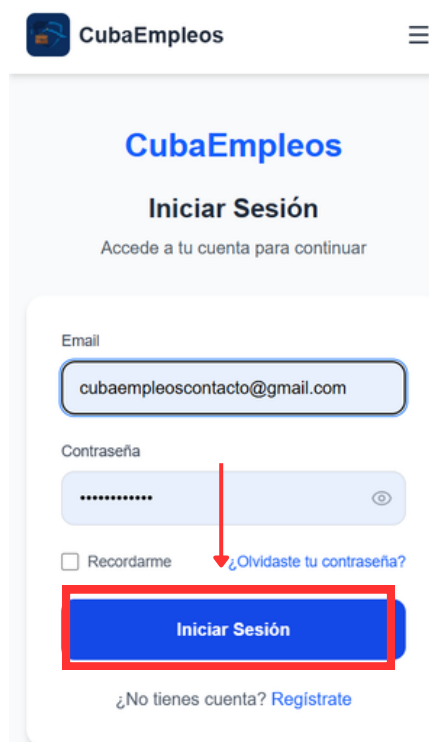 CubaEmpleos
CubaEmpleos
Iniciar Sesión
Accede a tu cuenta para continuar
Email
cubaempleoscontacto@gmail.com
Contraseña
••••••••••••
Recordarme ¿Olvidaste tu contraseña?
Iniciar Sesión
¿No tienes cuenta? Regístrate